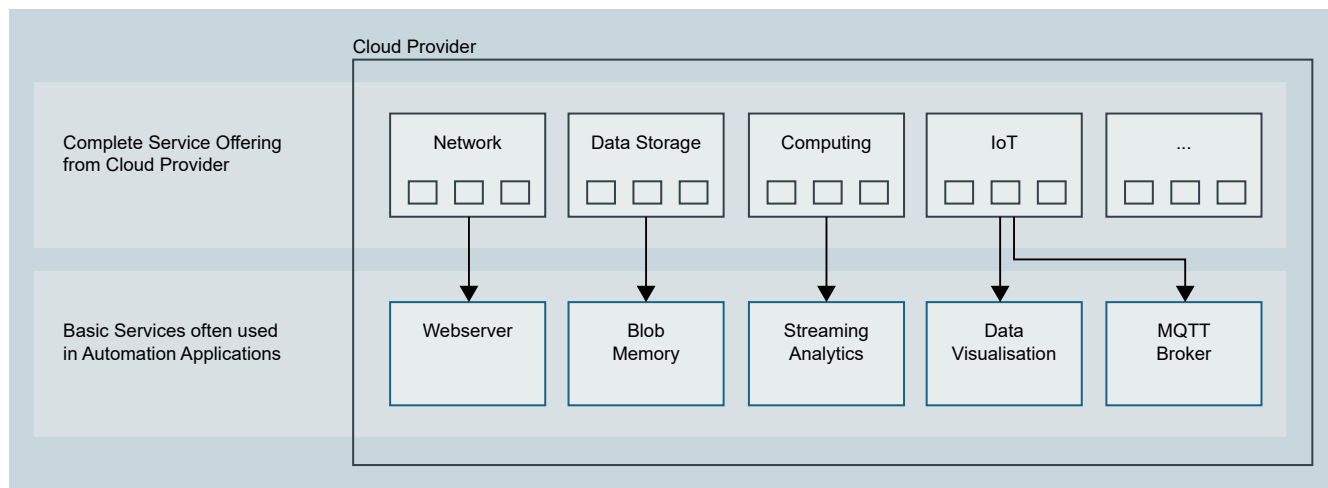 Cloud Provider
Complete Service Offering
from Cloud Provider
Network
Data Storage
Computing
IoT
...
Basic Services often used
in Automation Applications
Webserver
Blob
Memory
Streaming
Analytics
Data
Visualisation
MQTT
Broker